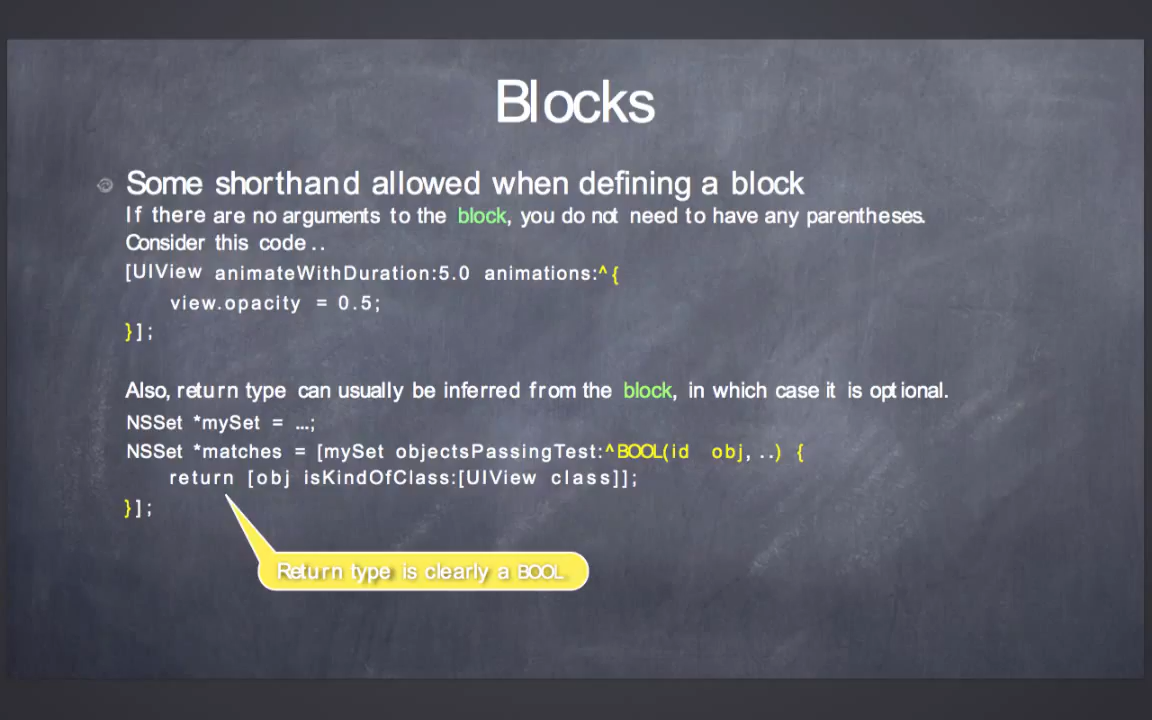 Blocks
Some shorthand allowed when defining a block
If there are no arguments to the block, you do not need to have any parentheses.
Consider this code ..
[UIView animateWithDuration:5.0 animations:^{
view.opacity = 0.5;
}];
Also, return type can usually be inferred from the block, in which case it is optional.
NSSet *mySet = ...;
NSSet *matches = [mySet objectsPassingTest:^BOOL(id obj, ..) {
return [obj isKindOfClass:[UIView class]];
}];
Return type is clearly a BOOL